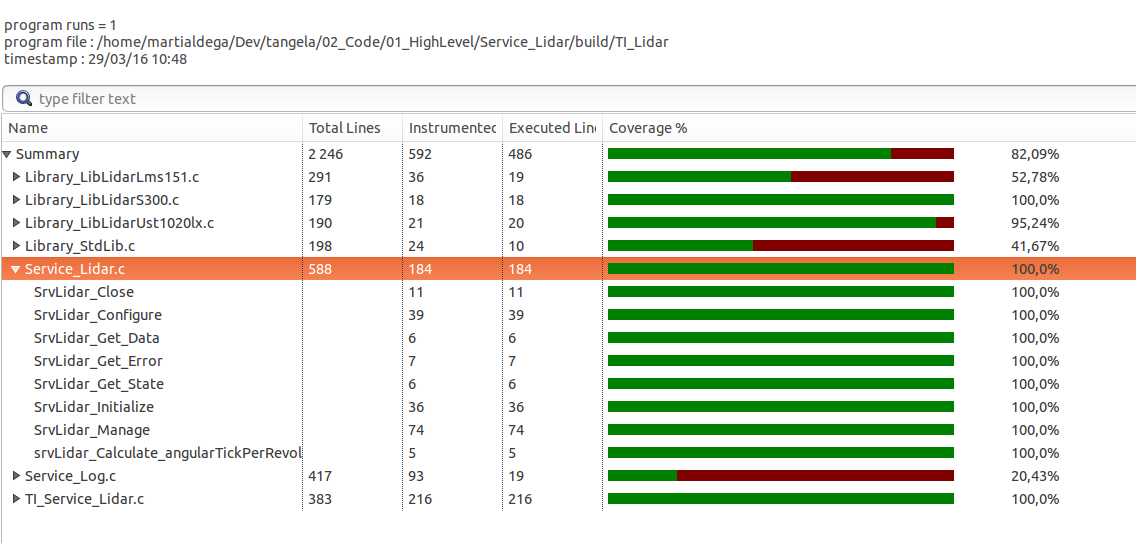 program runs = 1
program file : /home/martialdega/Dev/tangela/02_Code/01_HighLevel/Service_Lidar/build/TI_Lidar
timestamp : 29/03/16 10:48
type filter text
Name Total Lines Instrumented Executed Line Coverage %
Summary 2 246 592 486 82,09%
Library_LibLidarLms151.c 291 36 19 52,78%
Library_LibLidarS300.c 179 18 18 100,0%
Library_LibLidarUst1020lx.c 190 21 20 95,24%
Library_StdLib.c 198 24 10 41,67%
Service_Lidar.c 588 184 184 100,0%
SrvLidar_Close 11 11 100,0%
SrvLidar_Configure 39 39 100,0%
SrvLidar_Get_Data 6 6 100,0%
SrvLidar_Get_Error 7 7 100,0%
SrvLidar_Get_State 6 6 100,0%
SrvLidar_Initialize 36 36 100,0%
SrvLidar_Manage 74 74 100,0%
srvLidar_Calculate_angularTickPerRevol 5 5 100,0%
Service_Log.c 417 93 19 20,43%
TI_Service_Lidar.c 383 216 216 100,0%